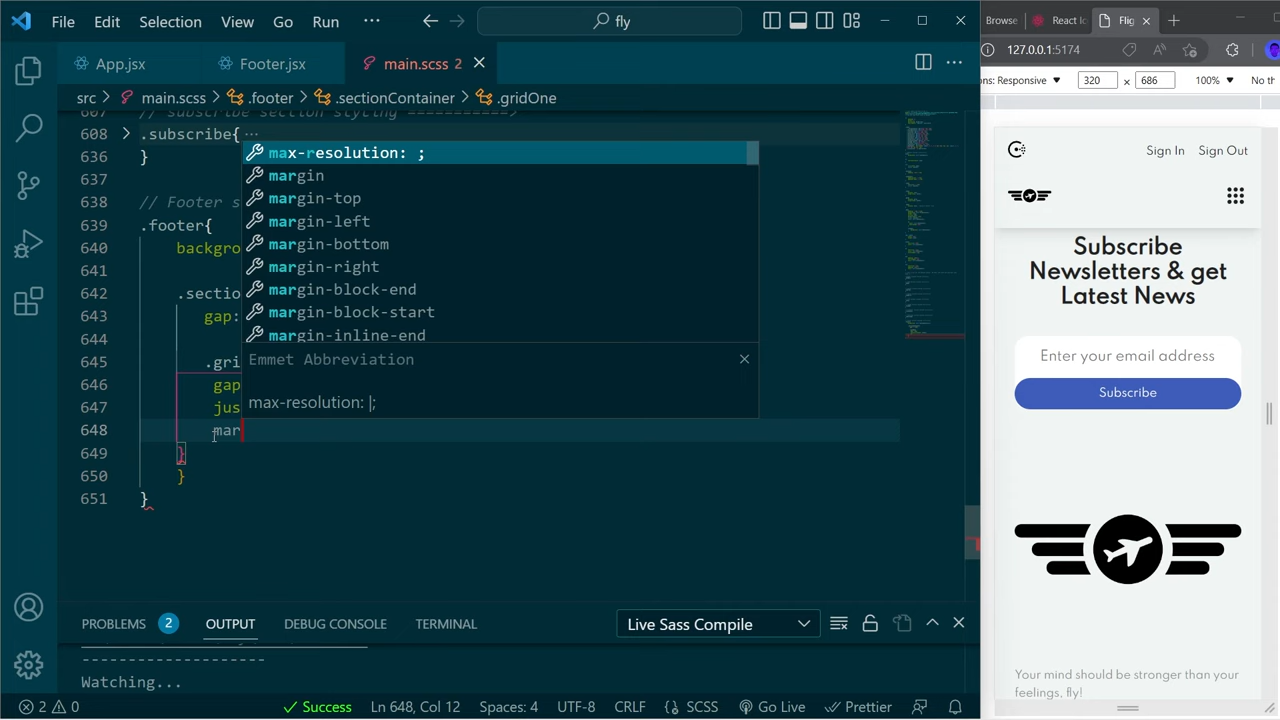 File Edit Selection View Go Run ··· fly
Browse React Ic Flig
App.jsx Footer.jsx main.scss 2
127.0.0.1:5174
ns: Responsive 320 × 686 100% No th
src > main.scss > .footer > .sectionContainer > .gridOne
607 // subscribe section styling
608 .subscribe{ ···
636 }
637
638 // Footer s
639 .footer{
640 backgro
641
642 .sectio
643 gap:
644
645 .gri
646 gap
647 jus
648 mar
649 }
650 }
651 }
max-resolution: ;
margin
margin-top
margin-left
margin-bottom
margin-right
margin-block-end
margin-block-start
margin-inline-end
Emmet Abbreviation
max-resolution: |;
PROBLEMS 2 OUTPUT DEBUG CONSOLE TERMINAL Live Sass Compile
--------------------
Watching...
2 0 Success Ln 648, Col 12 Spaces: 4 UTF-8 CRLF SCSS Go Live Prettier
Sign In Sign Out
Subscribe
Newsletters & get
Latest News
Enter your email address
Subscribe
Your mind should be stronger than your
feelings, fly!